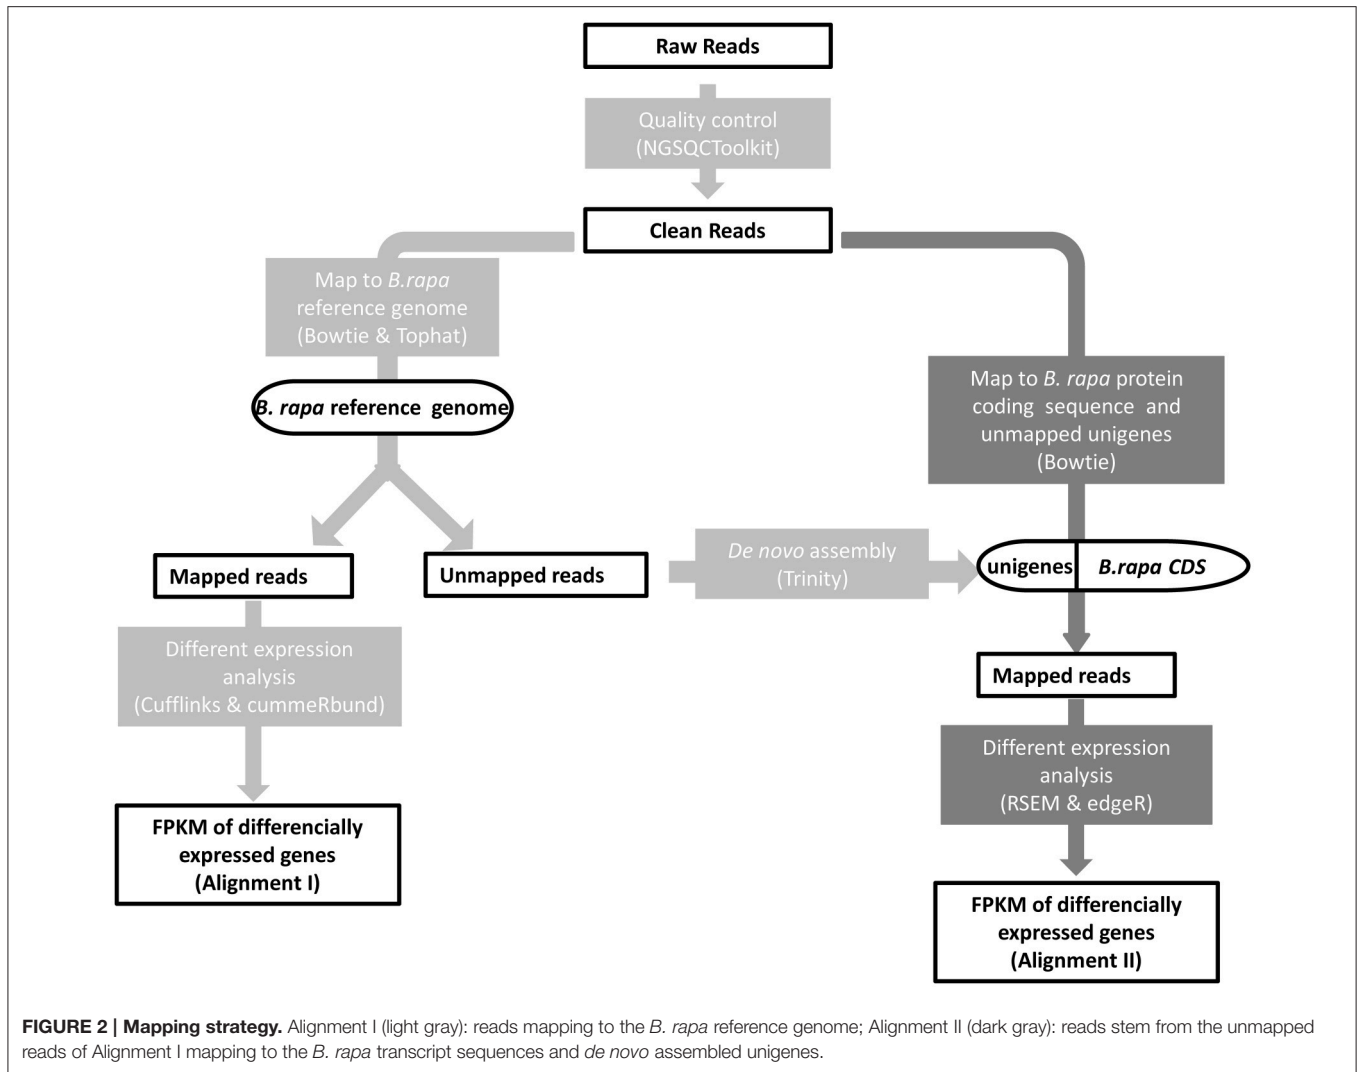 Raw Reads
Quality control
(NGSQCToolkit)
Clean Reads
Map to B.rapa
reference genome
(Bowtie & Tophat)
B. rapa reference genome
Map to B. rapa protein
coding sequence and
unmapped unigenes
(Bowtie)
Mapped reads
Unmapped reads
De novo assembly
(Trinity)
unigenes
B.rapa CDS
Different expression
analysis
(Cufflinks & cummeRbund)
Mapped reads
Different expression
analysis
(RSEM & edgeR)
FPKM of differencially
expressed genes
(Alignment I)
FPKM of differencially
expressed genes
(Alignment II)
FIGURE 2 | Mapping strategy. Alignment I (light gray): reads mapping to the B. rapa reference genome; Alignment II (dark gray): reads stem from the unmapped
reads of Alignment I mapping to the B. rapa transcript sequences and de novo assembled unigenes.